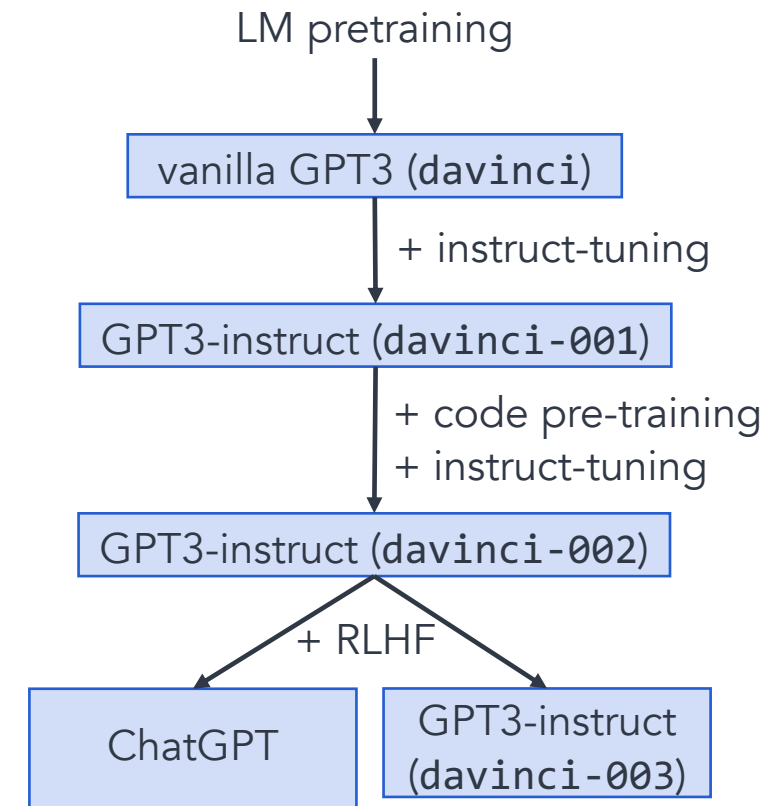 LM pretraining
vanilla GPT3 (davinci)
+ instruct-tuning
GPT3-instruct (davinci-001)
+ code pre-training
+ instruct-tuning
GPT3-instruct (davinci-002)
+ RLHF
ChatGPT
GPT3-instruct
(davinci-003)